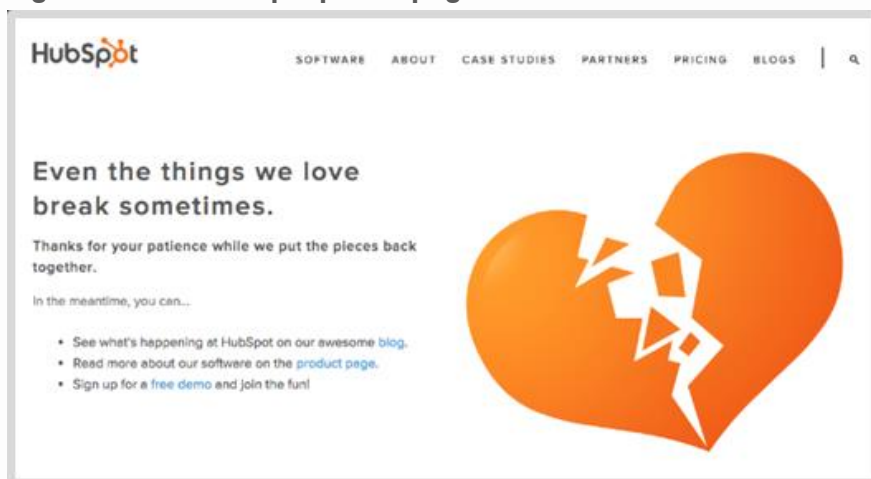 HubSpot
SOFTWARE ABOUT CASE STUDIES PARTNERS PRICING BLOGS
Even the things we love
break sometimes.
Thanks for your patience while we put the pieces back
together.
In the meantime, you can...
• See what's happening at HubSpot on our awesome blog.
• Read more about our software on the product page.
• Sign up for a free demo and join the fun!